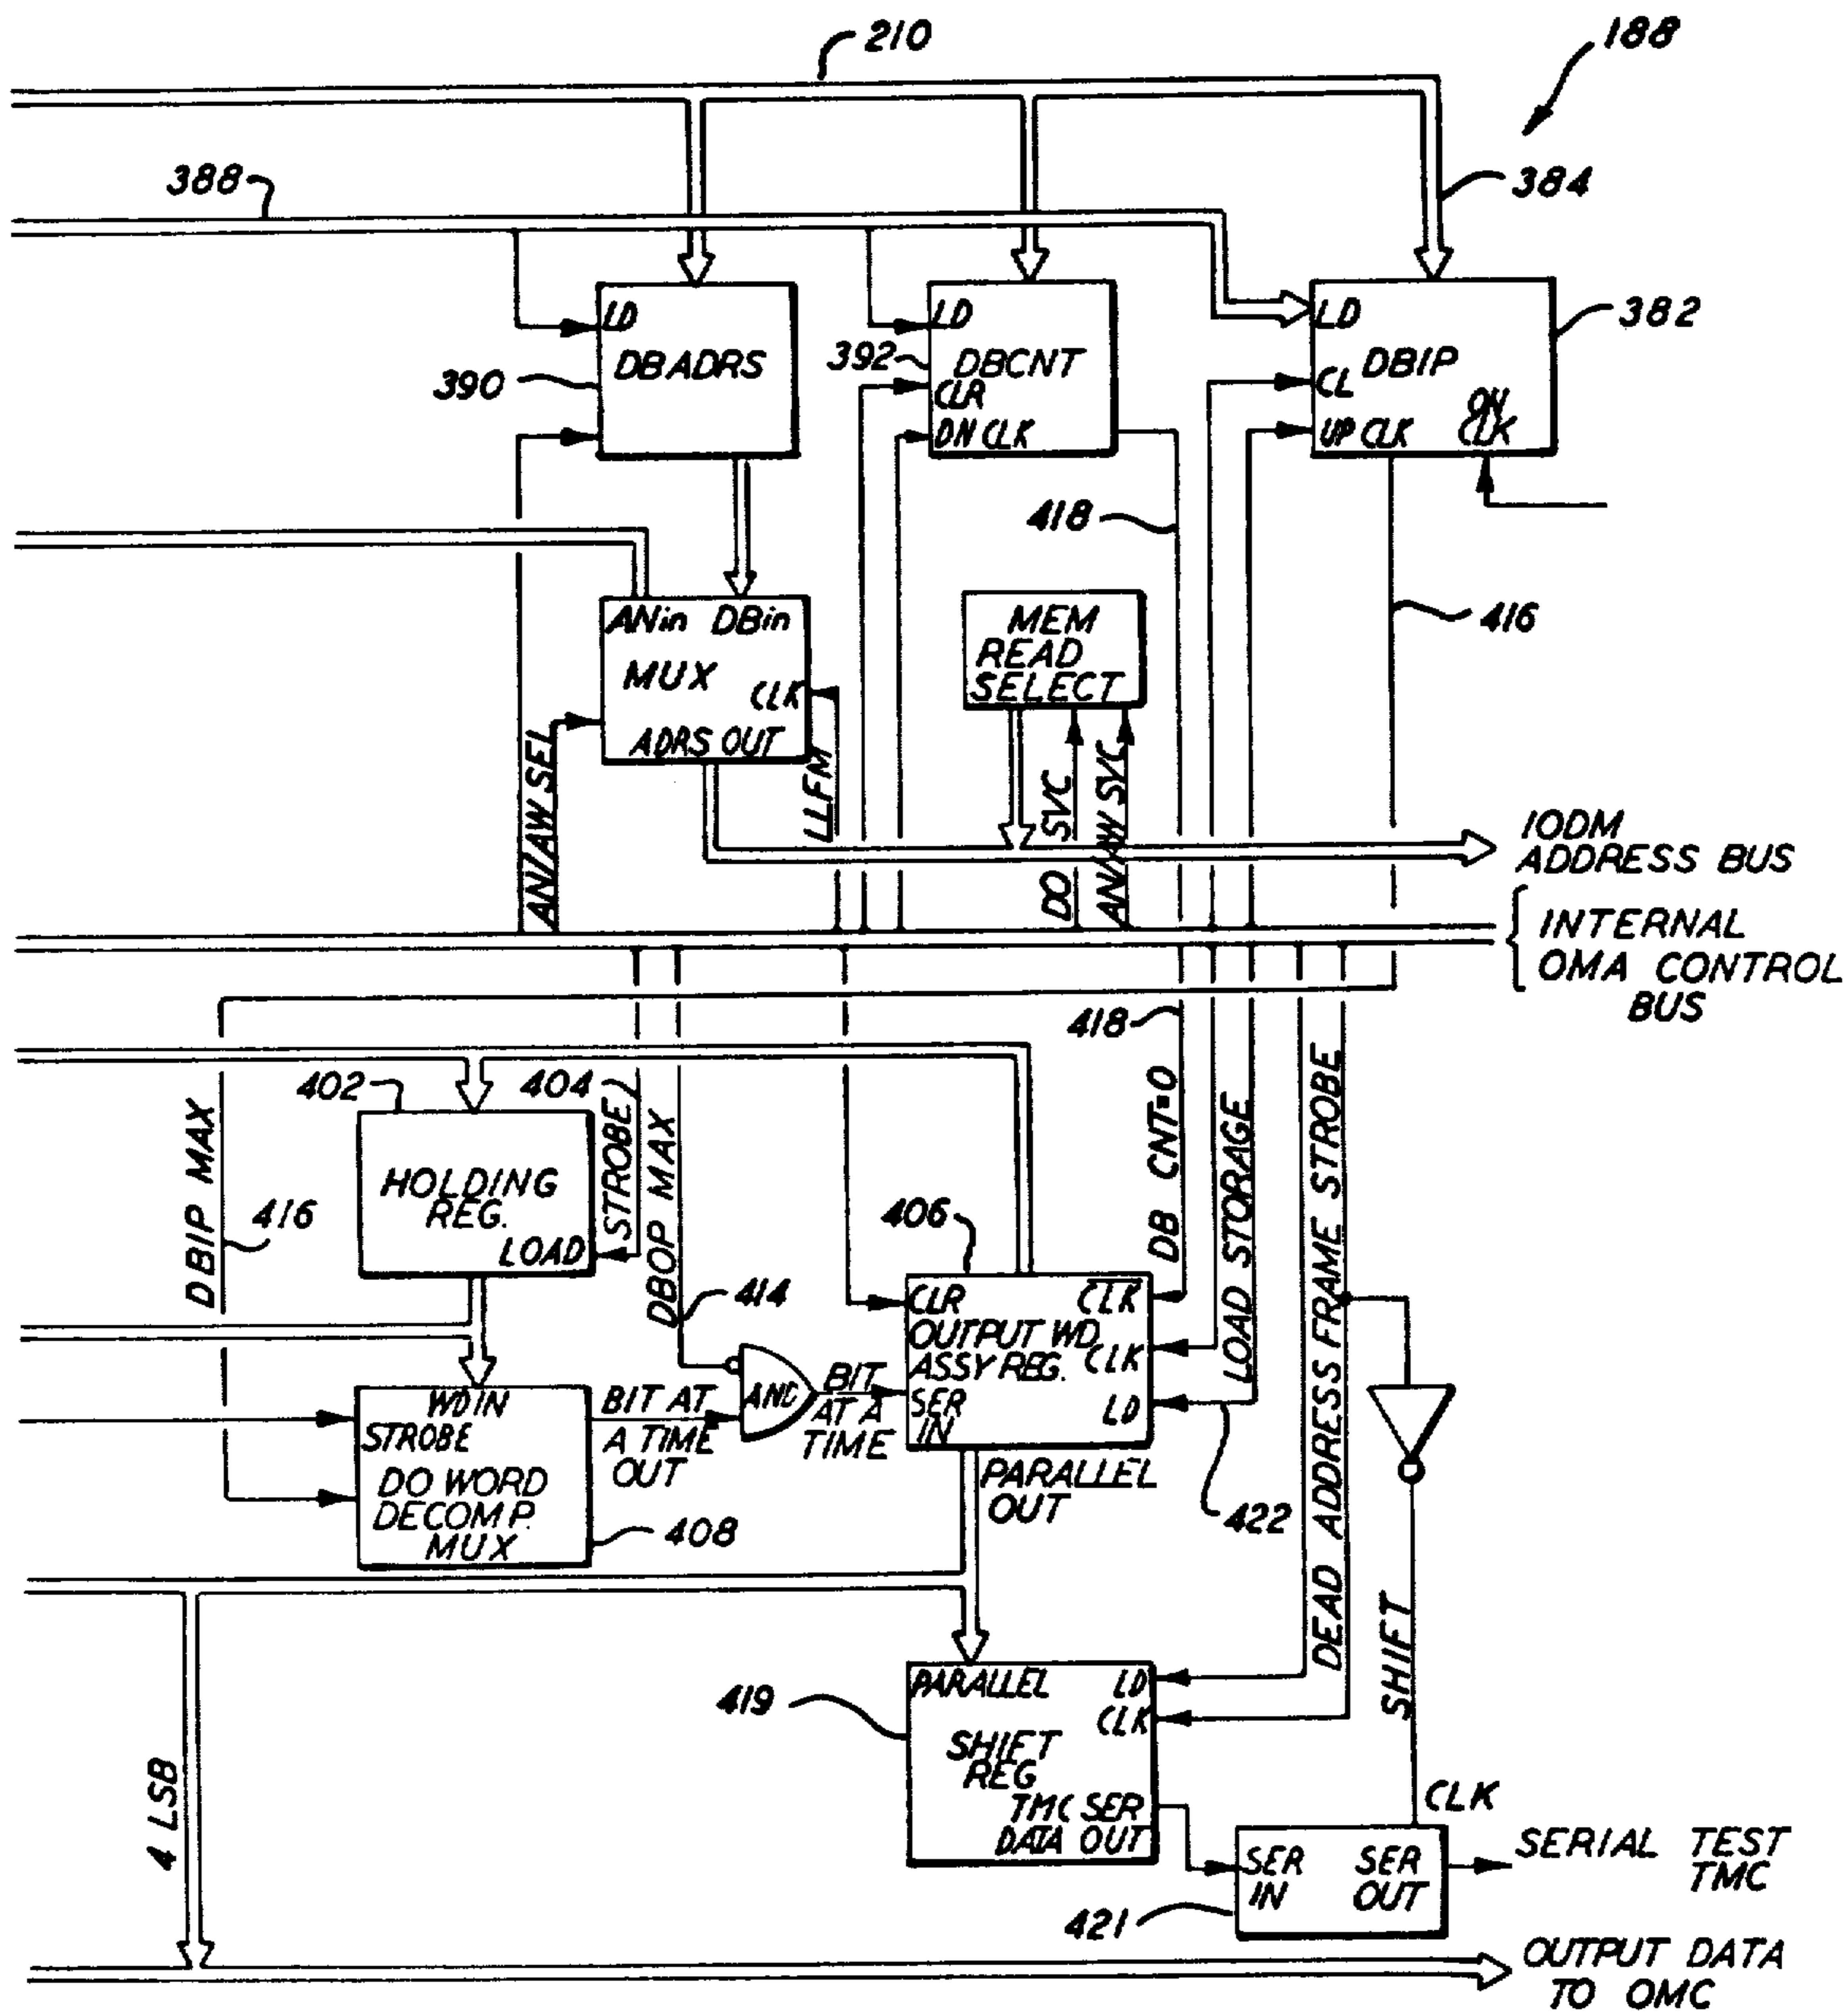 210
188
388
384
LD
DBADRS
390
LD
392
DBCNT
CLR
DN CLK
LD
382
DBIP
CL
UP CLK
CLK
418
416
ANin DBin
MUX
CLK
ADRS OUT
MEM
READ
SELECT
AN/AW SEL
LLFM
DO SVC
AN/AW SVC
IODM
ADDRESS BUS
INTERNAL
OMA CONTROL
BUS
418
402
404
STROBE
DBOP MAX
DB CNT=0
LOAD STORAGE
DEAD ADDRESS FRAME STROBE
DBIP MAX
416
HOLDING
REG.
LOAD
406
414
CLR
CLK
OUTPUT WD
ASSY REG.
CLK
SER
IN
LD
AND
BIT
AT A
TIME
WD IN
STROBE
DO WORD
DECOMP.
MUX
BIT AT
A TIME
OUT
408
PARALLEL
OUT
422
SHIFT
419
PARALLEL
LD
CLK
SHIFT
REG
TMC SER
DATA OUT
4 LSB
CLK
SER
IN
SER
OUT
421
SERIAL TEST
TMC
OUTPUT DATA
TO OMC